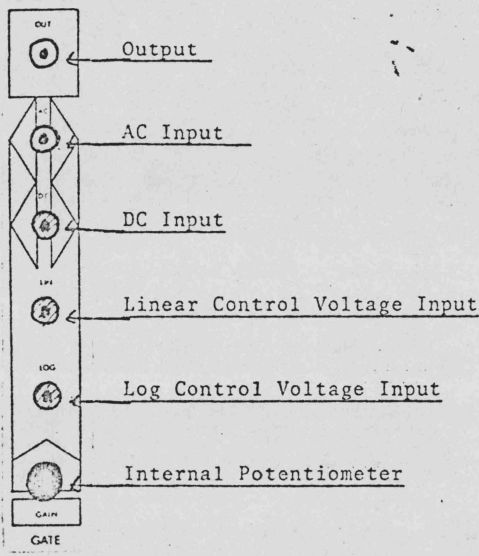 OUT
Output
AC
AC Input
DC
DC Input
LIN
Linear Control Voltage Input
LOG
Log Control Voltage Input
Internal Potentiometer
GAIN
GATE